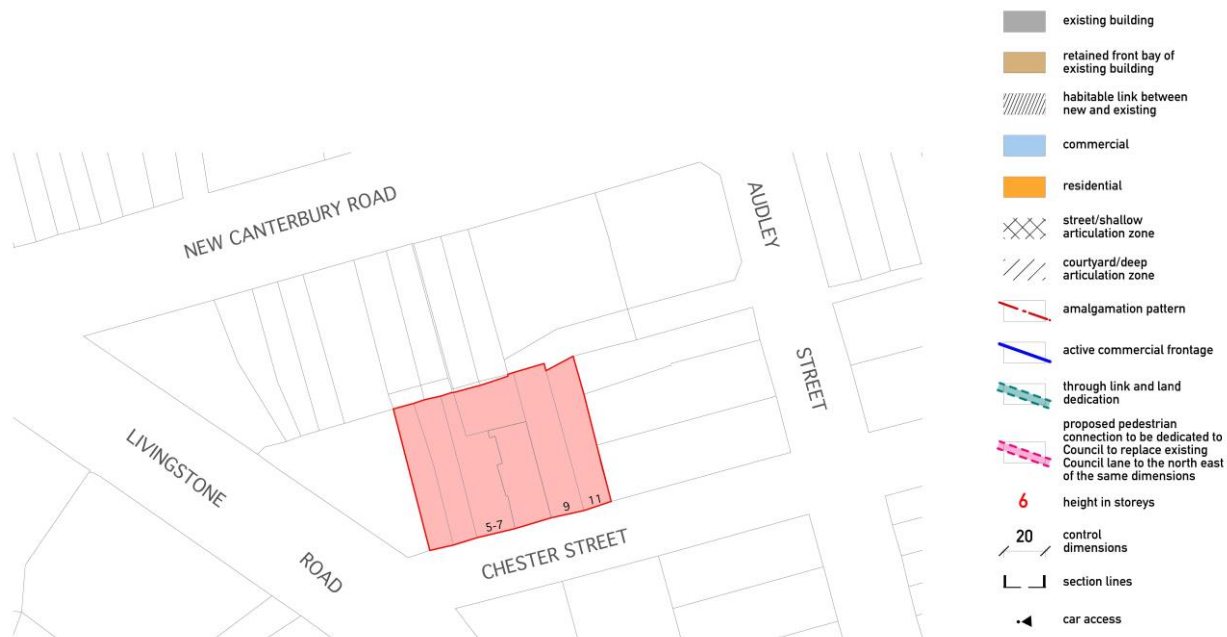 NEW CANTERBURY ROAD
AUDLEY
STREET
LIVINGSTONE
ROAD
CHESTER STREET
5-7
9
11
existing building
retained front bay of
existing building
habitable link between
new and existing
commercial
residential
street/shallow
articulation zone
courtyard/deep
articulation zone
amalgamation pattern
active commercial frontage
through link and land
dedication
proposed pedestrian
connection to be dedicated to
Council to replace existing
Council lane to the north east
of the same dimensions
6
height in storeys
20
control
dimensions
section lines
car access